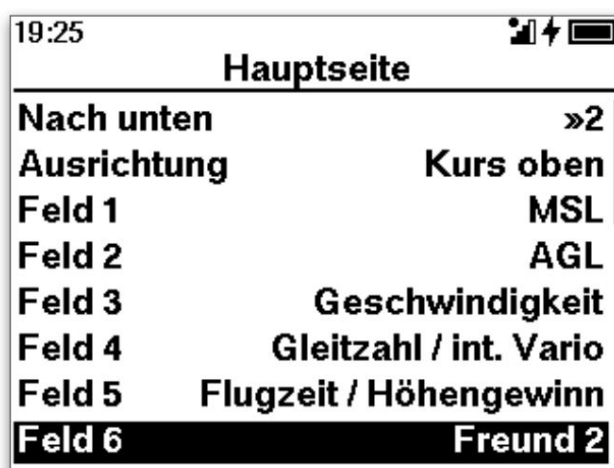 19:25
Hauptseite
Nach unten »2
Ausrichtung Kurs oben
Feld 1 MSL
Feld 2 AGL
Feld 3 Geschwindigkeit
Feld 4 Gleitzahl / int. Vario
Feld 5 Flugzeit / Höhengewinn
Feld 6 Freund 2